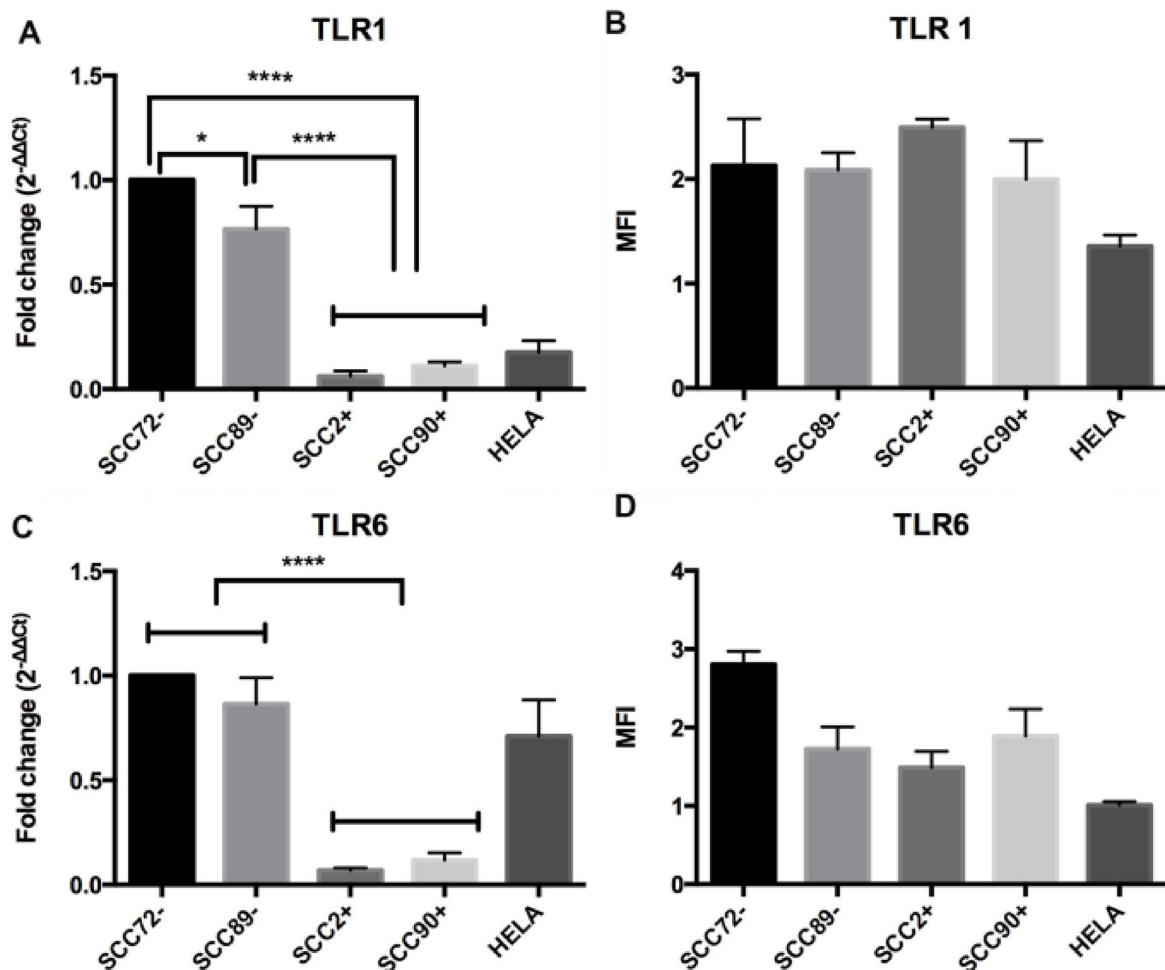 A
TLR1
Fold change (2-ΔΔCt)
1.5
1.0
0.5
0.0
****
*
****
SCC72-
SCC89-
SCC2+
SCC90+
HELA
B
TLR 1
MFI
3
2
1
0
SCC72-
SCC89-
SCC2+
SCC90+
HELA
C
TLR6
Fold change (2-ΔΔCt)
1.5
1.0
0.5
0.0
****
SCC72-
SCC89-
SCC2+
SCC90+
HELA
D
TLR6
MFI
4
3
2
1
0
SCC72-
SCC89-
SCC2+
SCC90+
HELA